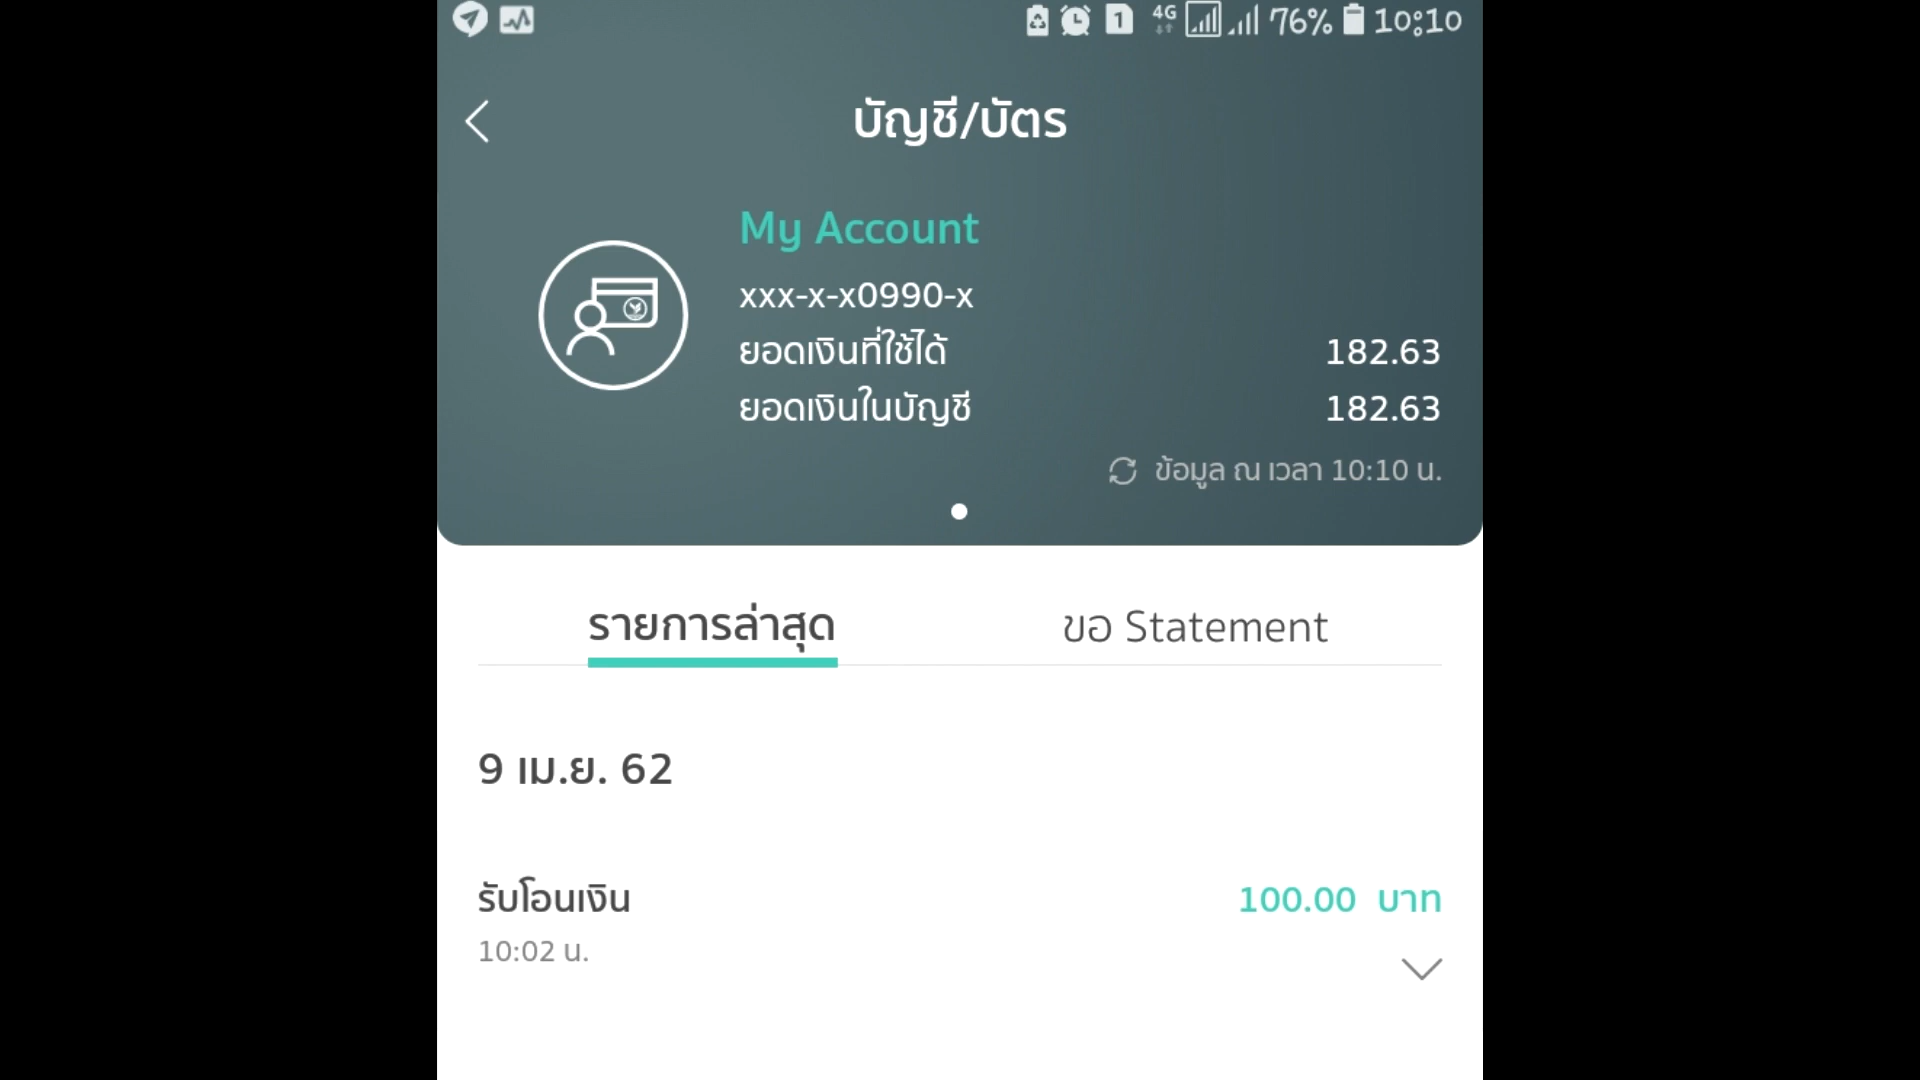 1 4G 76% 10:10
บัญชี/บัตร
My Account
xxx-x-x0990-x
ยอดเงินที่ใช้ได้ 182.63
ยอดเงินในบัญชี 182.63
ข้อมูล ณ เวลา 10:10 น.
รายการล่าสุด ขอ Statement
9 เม.ย. 62
รับโอนเงิน 100.00 บาท
10:02 น.